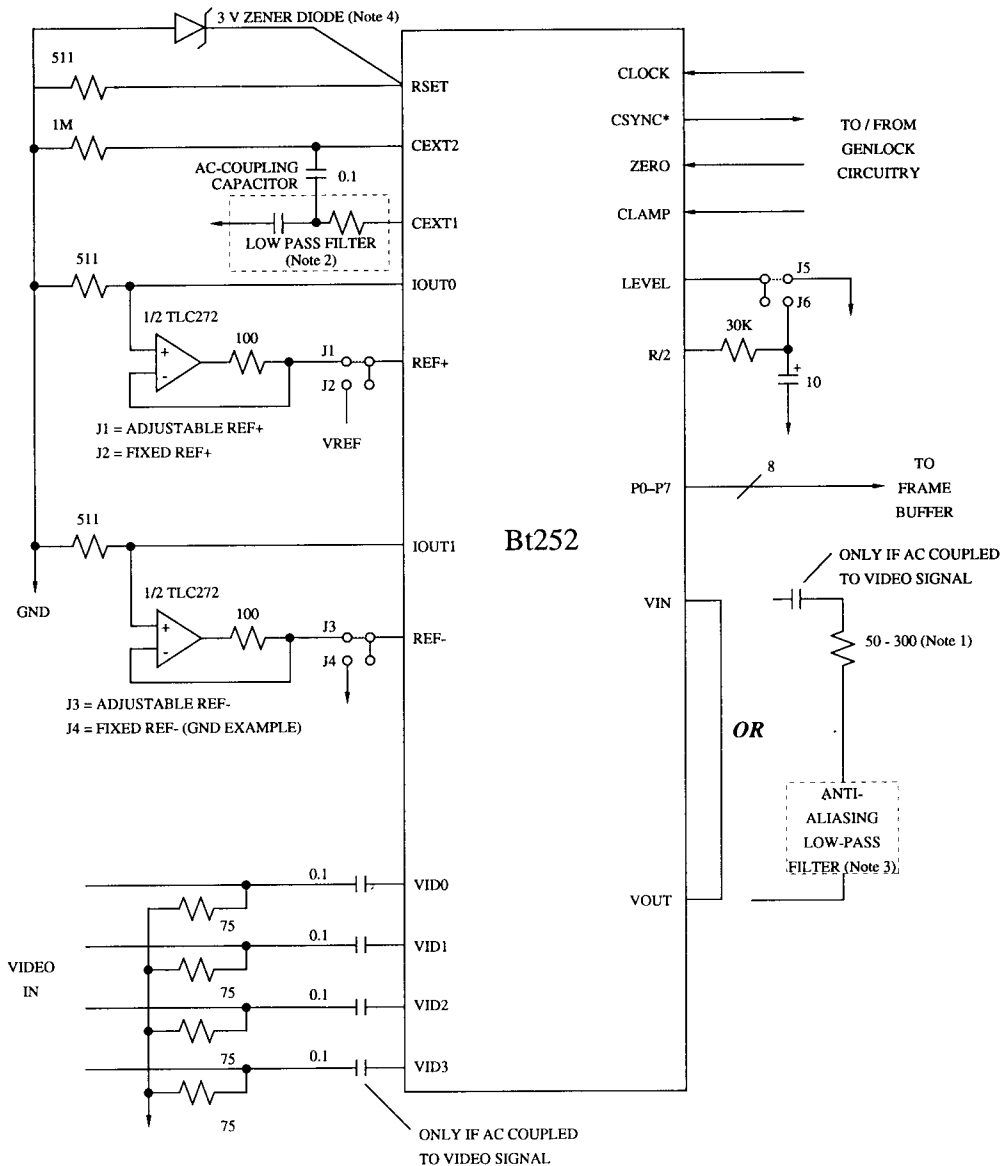 3 V ZENER DIODE (Note 4)
511
RSET
1M
CEXT2
AC-COUPLING
CAPACITOR
0.1
CEXT1
LOW PASS FILTER
(Note 2)
511
IOUT0
1/2 TLC272
100
+
-
J1
J2
REF+
VREF
J1 = ADJUSTABLE REF+
J2 = FIXED REF+
511
IOUT1
GND
1/2 TLC272
100
+
-
J3
J4
REF-
J3 = ADJUSTABLE REF-
J4 = FIXED REF- (GND EXAMPLE)
Bt252
CLOCK
CSYNC*
ZERO
CLAMP
TO / FROM
GENLOCK
CIRCUITRY
LEVEL
J5
J6
30K
R/2
+
10
P0–P7
8
TO
FRAME
BUFFER
ONLY IF AC COUPLED
TO VIDEO SIGNAL
VIN
50 - 300 (Note 1)
OR
ANTI-
ALIASING
LOW-PASS
FILTER (Note 3)
VOUT
VIDEO
IN
0.1
VID0
75
0.1
VID1
75
0.1
VID2
75
0.1
VID3
75
ONLY IF AC COUPLED
TO VIDEO SIGNAL